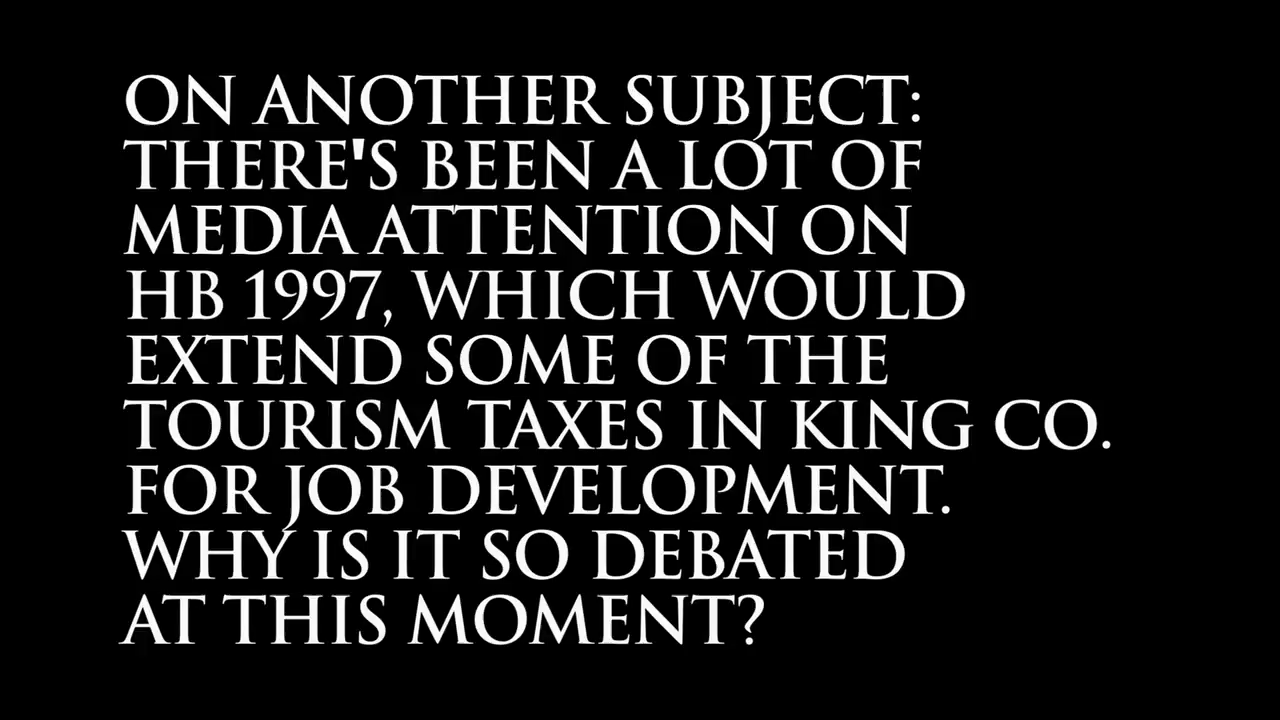 ON ANOTHER SUBJECT:
THERE'S BEEN A LOT OF
MEDIA ATTENTION ON
HB 1997, WHICH WOULD
EXTEND SOME OF THE
TOURISM TAXES IN KING CO.
FOR JOB DEVELOPMENT.
WHY IS IT SO DEBATED
AT THIS MOMENT?